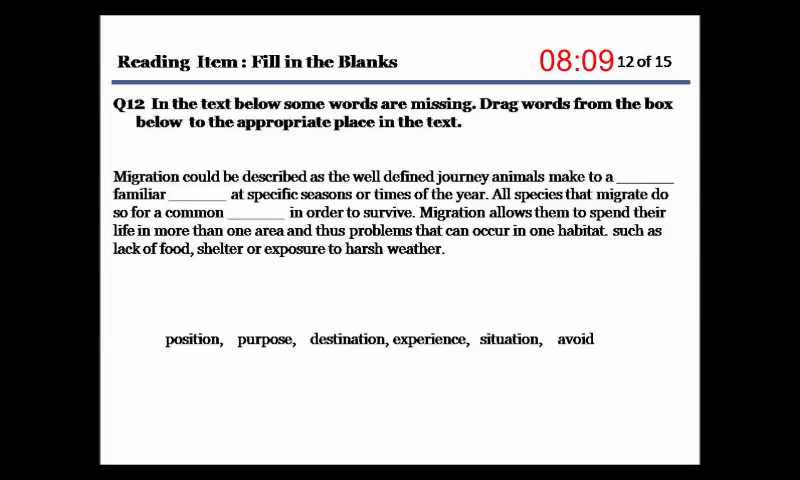 Reading Item : Fill in the Blanks
08:09 12 of 15
Q12 In the text below some words are missing. Drag words from the box
below to the appropriate place in the text.
Migration could be described as the well defined journey animals make to a _______
familiar _______ at specific seasons or times of the year. All species that migrate do
so for a common _______ in order to survive. Migration allows them to spend their
life in more than one area and thus problems that can occur in one habitat. such as
lack of food, shelter or exposure to harsh weather.
position, purpose, destination, experience, situation, avoid